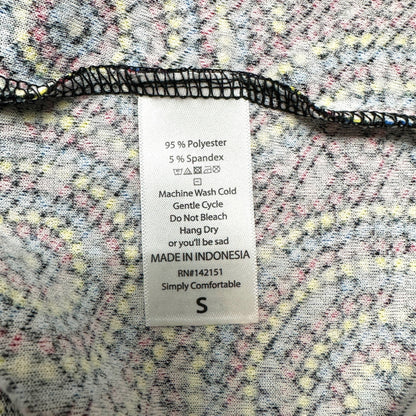 95 % Polyester
5 % Spandex
Machine Wash Cold
Gentle Cycle
Do Not Bleach
Hang Dry
or you'll be sad
MADE IN INDONESIA
RN#142151
Simply Comfortable
S